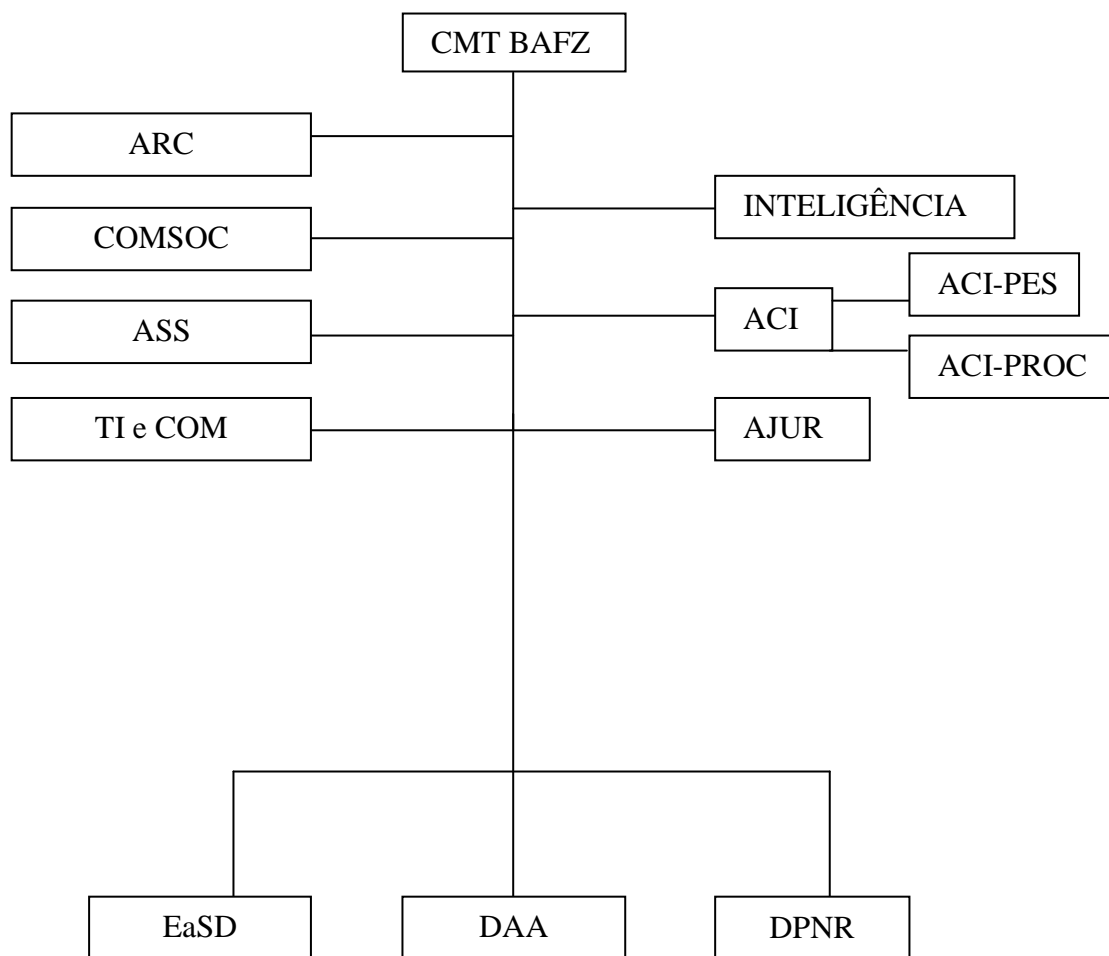 CMT BAFZ
ARC
INTELIGÊNCIA
COMSOC
ACI-PES
ACI
ASS
ACI-PROC
TI e COM
AJUR
EaSD
DAA
DPNR